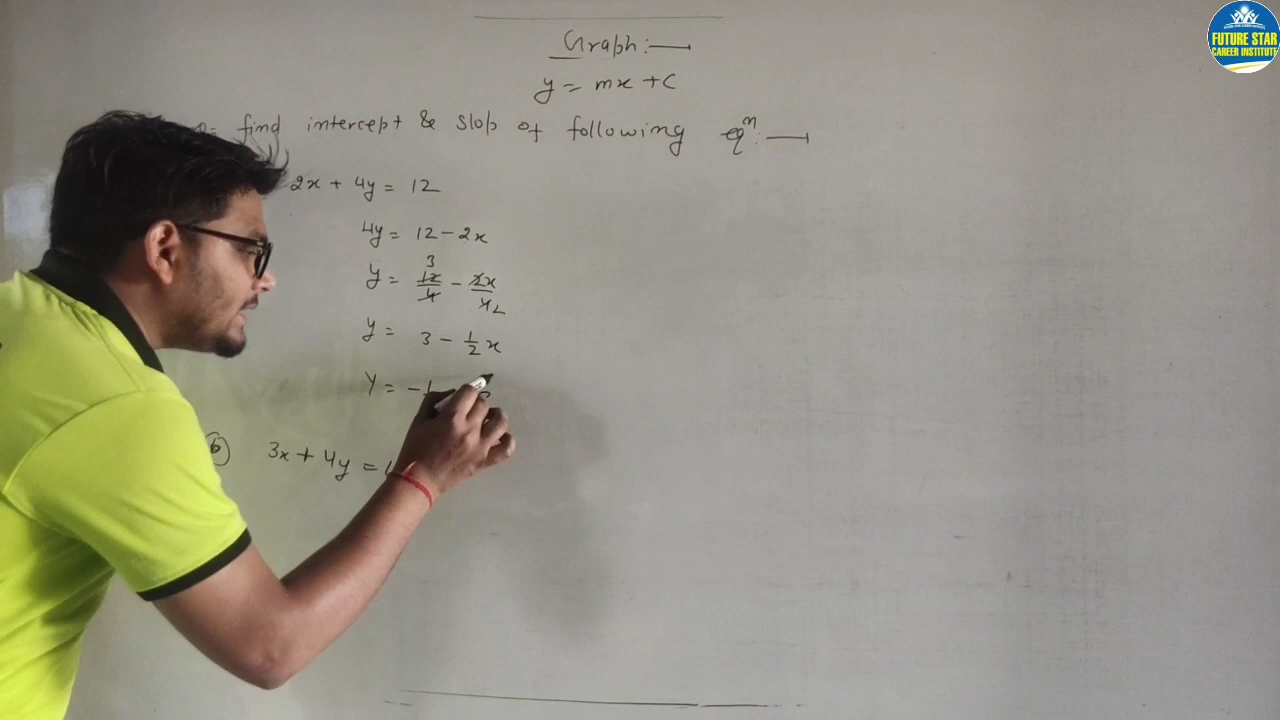 FUTURE STAR
CAREER INSTITUTE
Graph:—
y = mx + c
find intercept & slop of following eqⁿ:—
2x + 4y = 12
4y = 12 - 2x
3
y = 12/4 - 2x/4 2
y = 3 - 1/2 x
y = -1
(b) 3x + 4y =